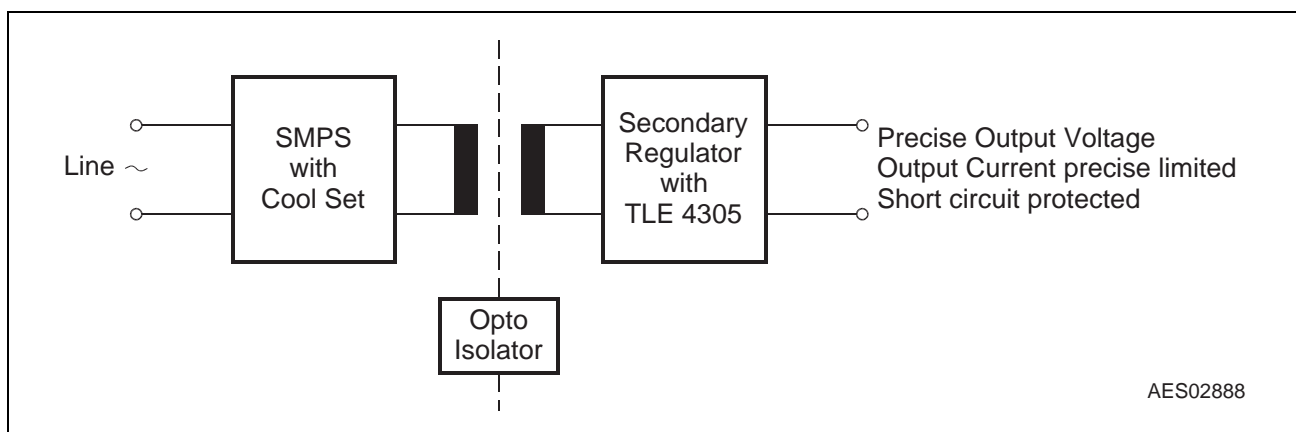 Line ~
SMPS
with
Cool Set
Secondary
Regulator
with
TLE 4305
Precise Output Voltage
Output Current precise limited
Short circuit protected
Opto
Isolator
AES02888